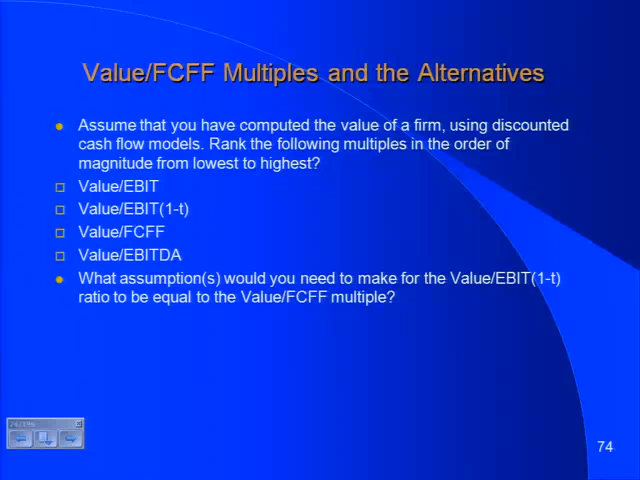 Value/FCFF Multiples and the Alternatives
Assume that you have computed the value of a firm, using discounted
cash flow models. Rank the following multiples in the order of
magnitude from lowest to highest?
Value/EBIT
Value/EBIT(1-t)
Value/FCFF
Value/EBITDA
What assumption(s) would you need to make for the Value/EBIT(1-t)
ratio to be equal to the Value/FCFF multiple?
74